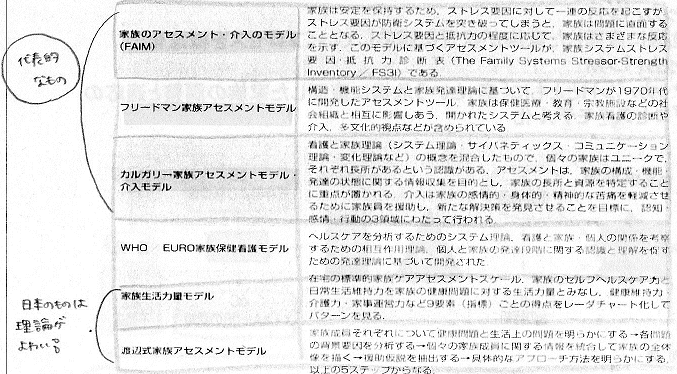 代表的
なもの
家族のアセスメント・介入のモデル
(FAIM)
家族は安定を保持するため，ストレス要因に対して一連の反応を起こすが
ストレス要因が防衛システムを突き破ってしまうと，家族は問題に直面する
こととなる．ストレス要因と抵抗力の程度に応じて，家族はさまざまな反応
を示す．このモデルに基づくアセスメントツールが，家族システムストレス
要因・抵抗力診断表(The Family Systems Stressor-Strength
Inventory／FS3I)である．
フリードマン家族アセスメントモデル
構造・機能システムと家族発達理論に基づいて，フリードマンが1970年代
に開発したアセスメントツール．家族は保健医療・教育・宗教施設などの社
会組織と相互に影響しあう，開かれたシステムと考える．家族看護の診断や
介入，多文化的視点などが含められている
カルガリー家族アセスメントモデル・
介入モデル
看護と家族理論（システム理論・サイバネティックス・コミュニケーション
理論・変化理論など）の概念を混合したもので，個々の家族はユニークで，
それぞれ長所があるという認識がある．アセスメントは，家族の構成・機能・
発達の状態に関する情報収集を目的とし，家族の長所と資源を特定すること
に重点が置かれる．介入は家族の感情的・身体的・精神的な苦痛を軽減さ
せるために家族員を援助し，新たな解決策を発見させることを目標に，認知・
感情・行動の3領域にわたって行われる．
WHO EURO家族保健看護モデル
ヘルスケアを分析するためのシステム理論，看護と家族・個人の関係を考察
するための相互作用理論，個人と家族の発達段階に関する認識と理解を促す
ための発達理論に基づいて開発された．
日本のものは
理論が
よわい。
家族生活力量モデル
在宅の標準的家族ケアアセスメントスケール．家族のセルフヘルスケア力と
日常生活維持力を家族の健康問題に対する生活力量とみなし，健康維持力・
介護力・家事運営力など9要素（指標）ごとの得点をレーダチャート化して
パターンを見る．
渡辺式家族アセスメントモデル
家族成員それぞれについて健康問題と生活上の問題を明らかにする→各問題
の背景要因を分析する→個々の家族成員に関する情報を統合して家族の全体
像を描く→援助仮説を抽出する→具体的なアプローチ方法を明らかにする，
以上の5ステップからなる．